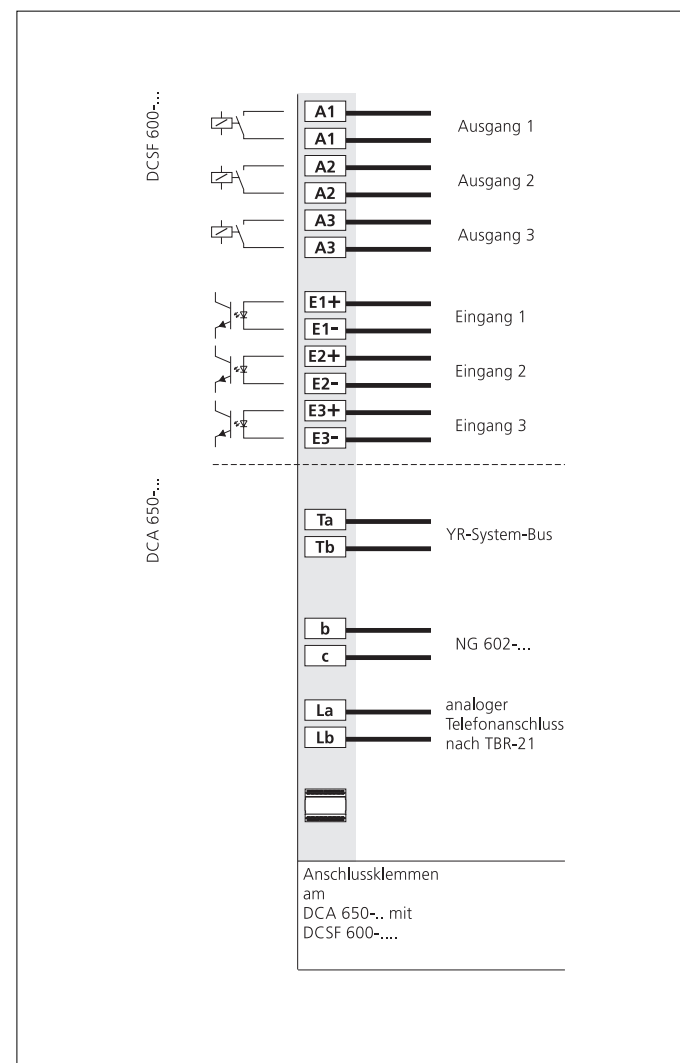 DCSF 600-...
A1
A1
Ausgang 1
A2
A2
Ausgang 2
A3
A3
Ausgang 3
E1+
E1-
Eingang 1
E2+
E2-
Eingang 2
E3+
E3-
Eingang 3
DCA 650-...
Ta
Tb
YR-System-Bus
b
c
NG 602-...
La
Lb
analoger
Telefonanschluss
nach TBR-21
Anschlussklemmen
am
DCA 650-.. mit
DCSF 600-....